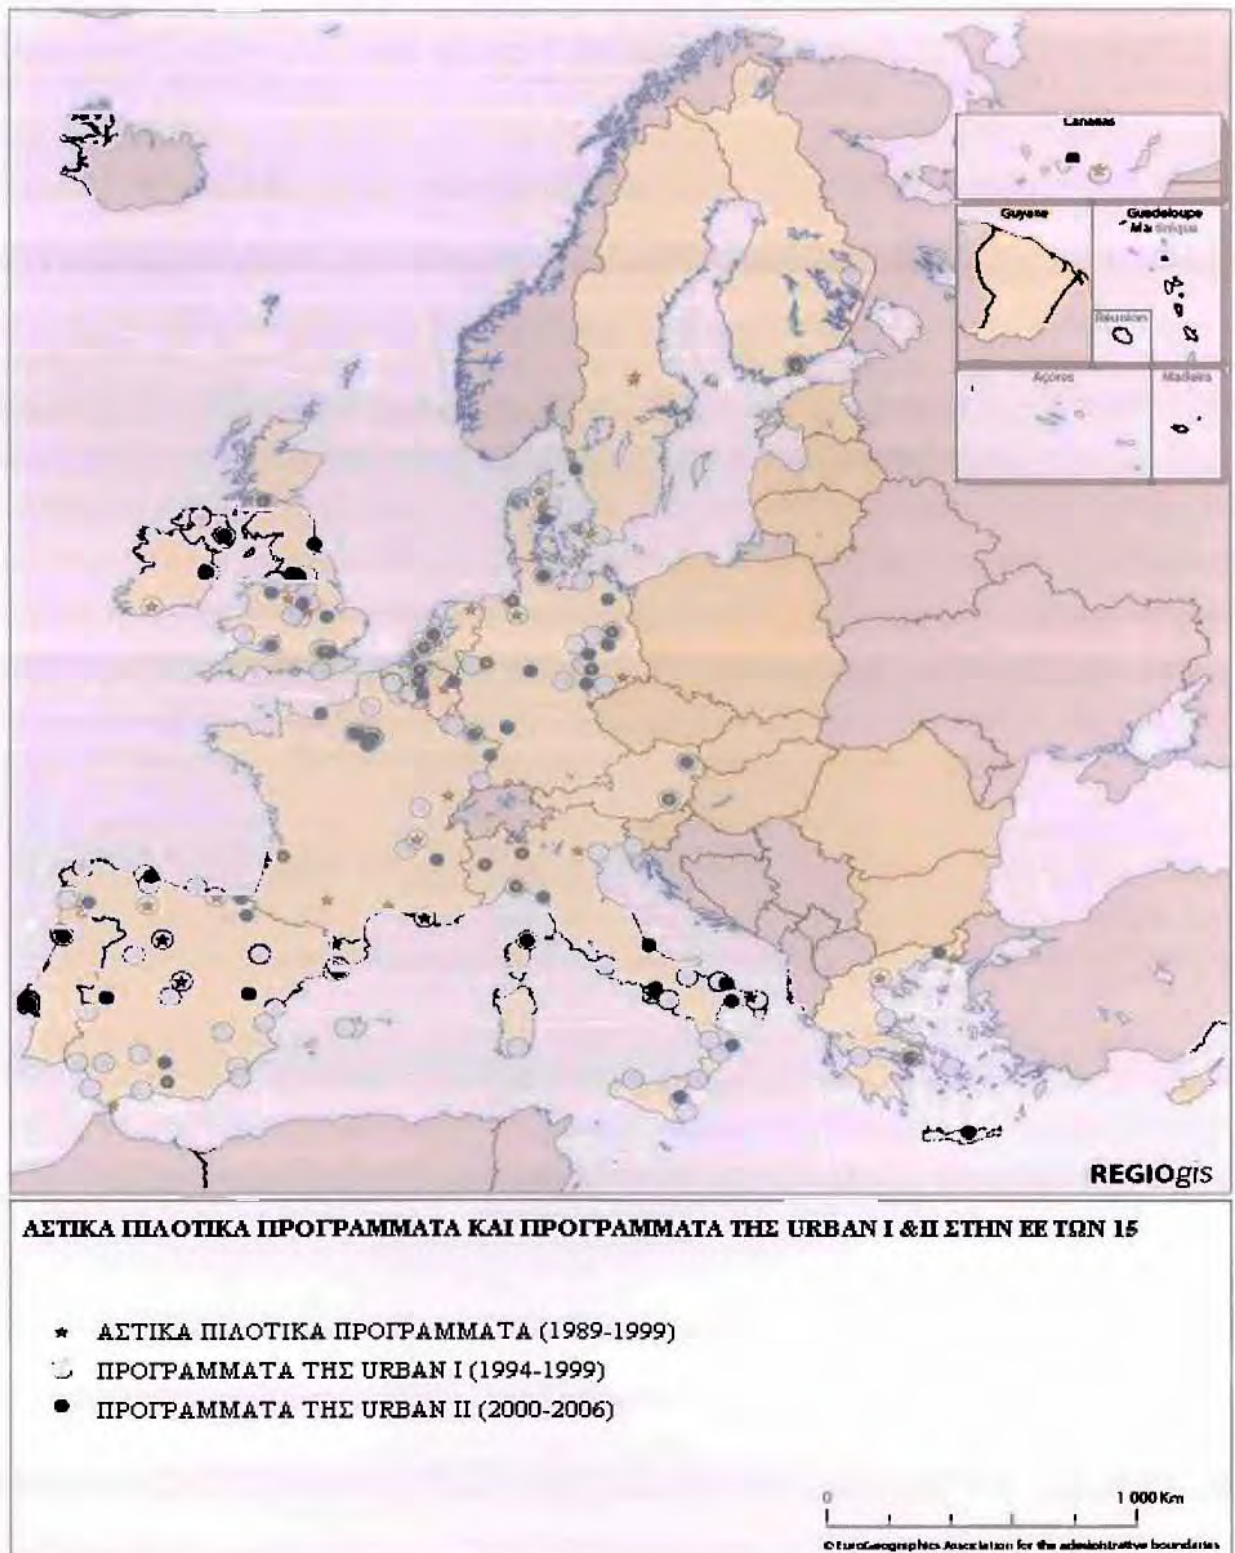 Canarias
Guyane
Guadeloupe
Martinique
Réunion
Açores
Madeira
REGIOgis
ΑΣΤΙΚΑ ΠΙΛΟΤΙΚΑ ΠΡΟΓΡΑΜΜΑΤΑ ΚΑΙ ΠΡΟΓΡΑΜΜΑΤΑ ΤΗΣ URBAN I & II ΣΤΗΝ ΕΕ ΤΩΝ 15
ΑΣΤΙΚΑ ΠΙΛΟΤΙΚΑ ΠΡΟΓΡΑΜΜΑΤΑ (1989-1999)
ΠΡΟΓΡΑΜΜΑΤΑ ΤΗΣ URBAN I (1994-1999)
ΠΡΟΓΡΑΜΜΑΤΑ ΤΗΣ URBAN II (2000-2006)
0 1 000 Km
© EuroGeographics Association for the administrative boundaries